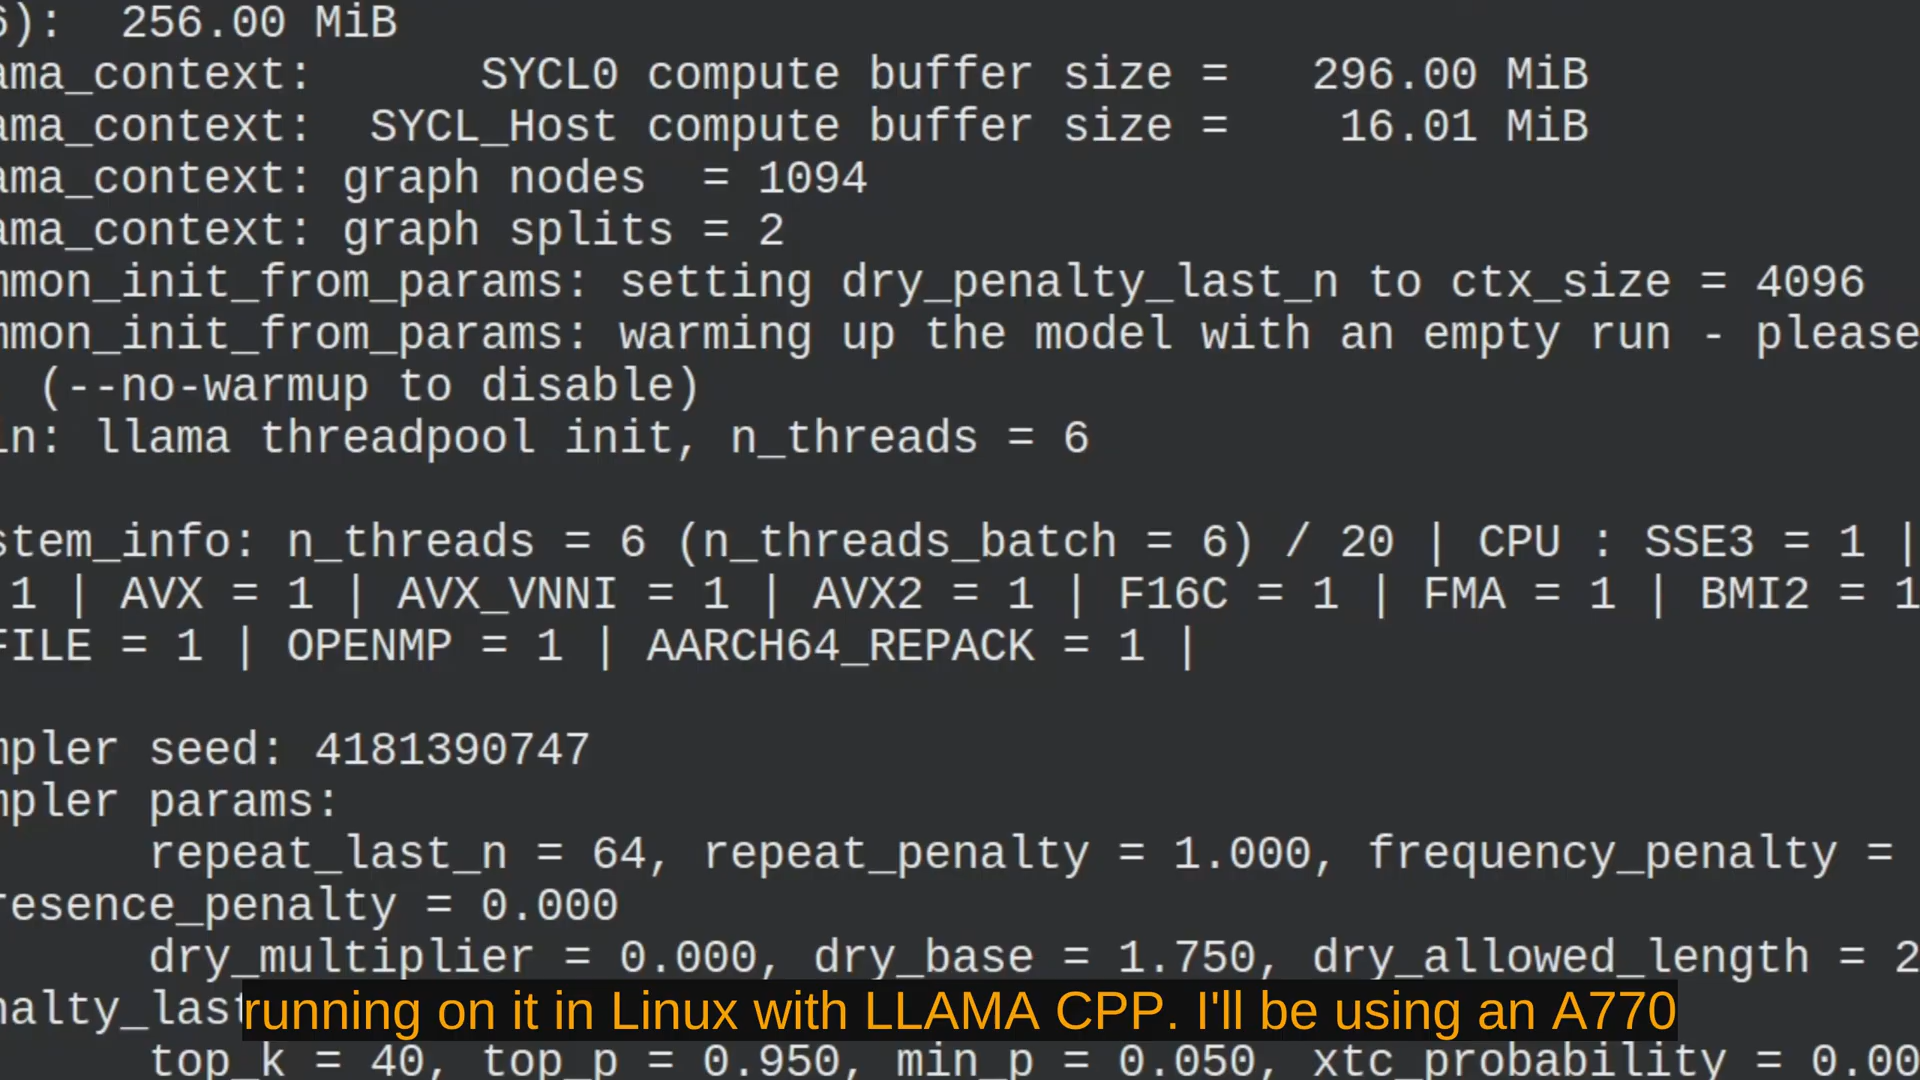 6): 256.00 MiB
ama_context: SYCL0 compute buffer size = 296.00 MiB
ama_context: SYCL_Host compute buffer size = 16.01 MiB
ama_context: graph nodes = 1094
ama_context: graph splits = 2
mmon_init_from_params: setting dry_penalty_last_n to ctx_size = 4096
mmon_init_from_params: warming up the model with an empty run - please
(--no-warmup to disable)
in: llama threadpool init, n_threads = 6
stem_info: n_threads = 6 (n_threads_batch = 6) / 20 | CPU : SSE3 = 1 |
1 | AVX = 1 | AVX_VNNI = 1 | AVX2 = 1 | F16C = 1 | FMA = 1 | BMI2 = 1
FILE = 1 | OPENMP = 1 | AARCH64_REPACK = 1 |
mpler seed: 4181390747
mpler params:
repeat_last_n = 64, repeat_penalty = 1.000, frequency_penalty =
resence_penalty = 0.000
dry_multiplier = 0.000, dry_base = 1.750, dry_allowed_length = 2
nalty_last
running on it in Linux with LLAMA CPP. I'll be using an A770
top_k = 40, top_p = 0.950, min_p = 0.050, xtc_probability = 0.00